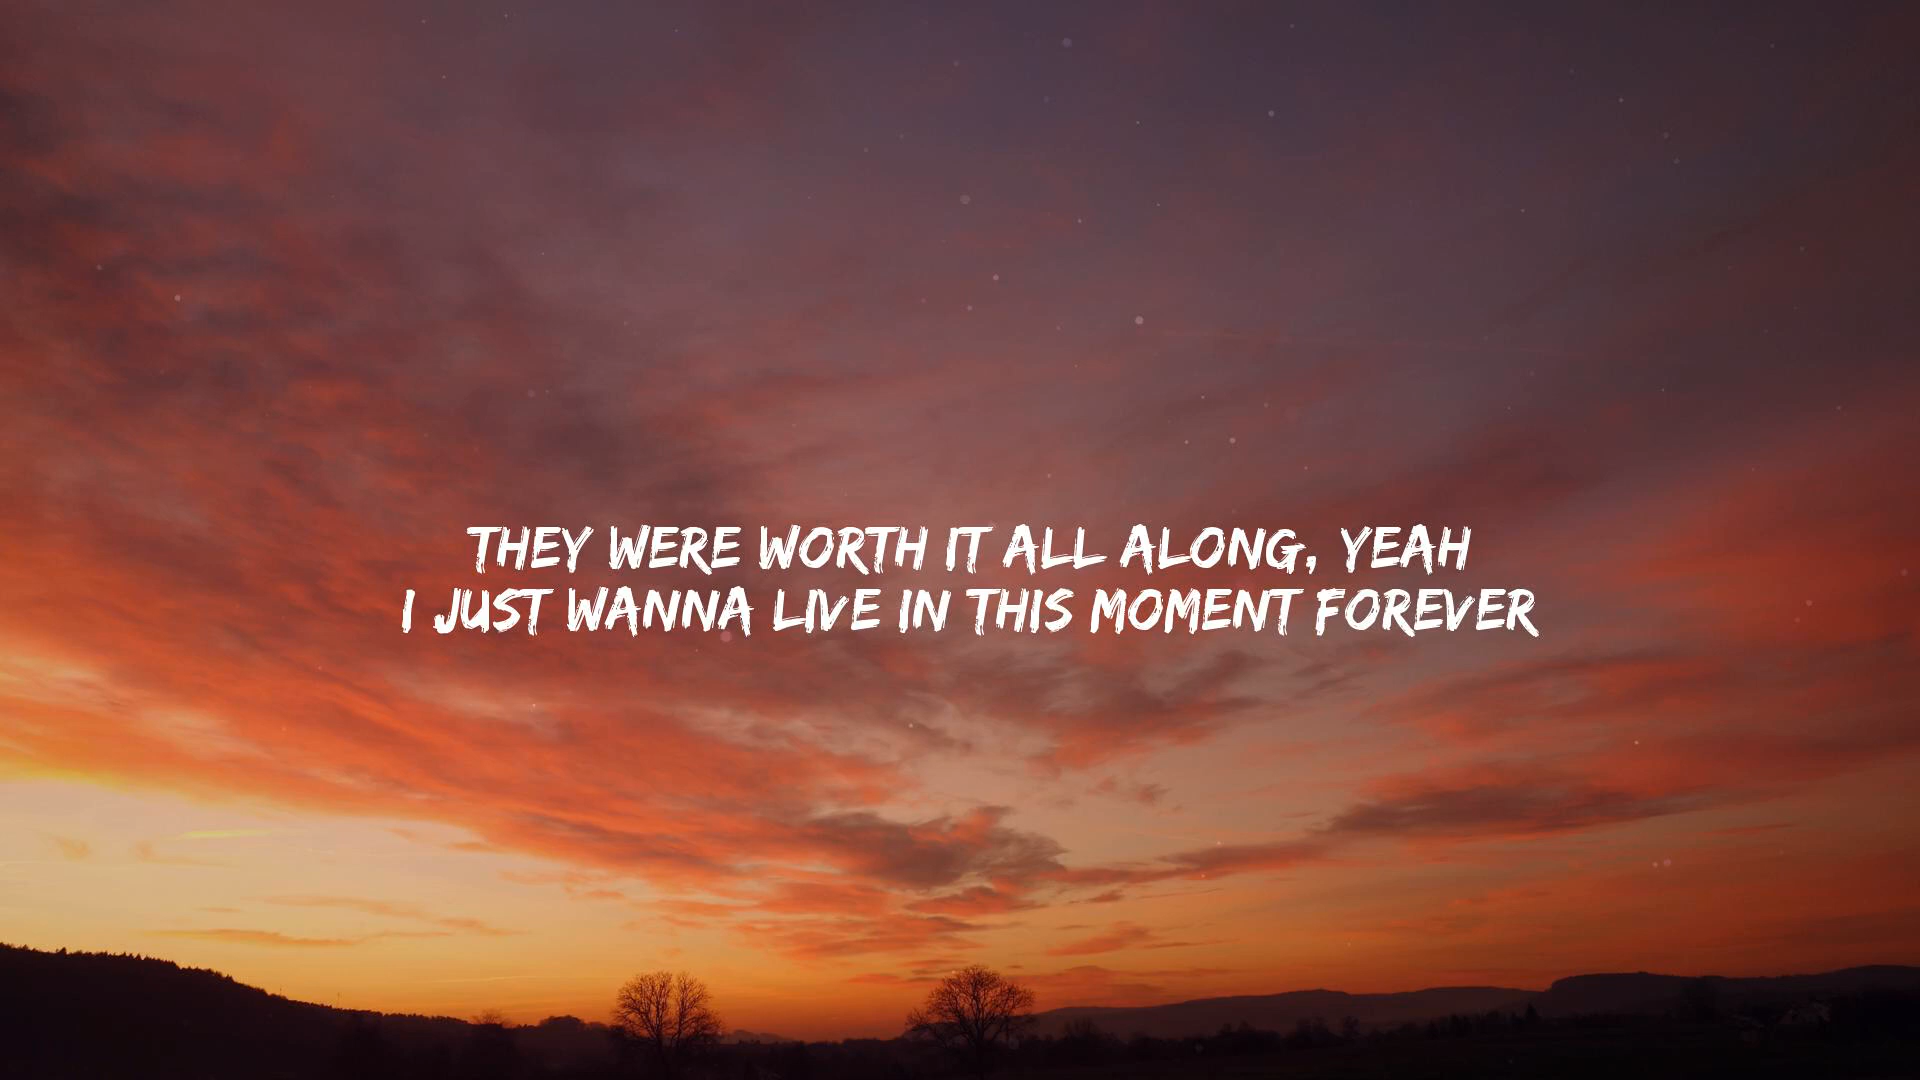 THEY WERE WORTH IT ALL ALONG, YEAH
I JUST WANNA LIVE IN THIS MOMENT FOREVER